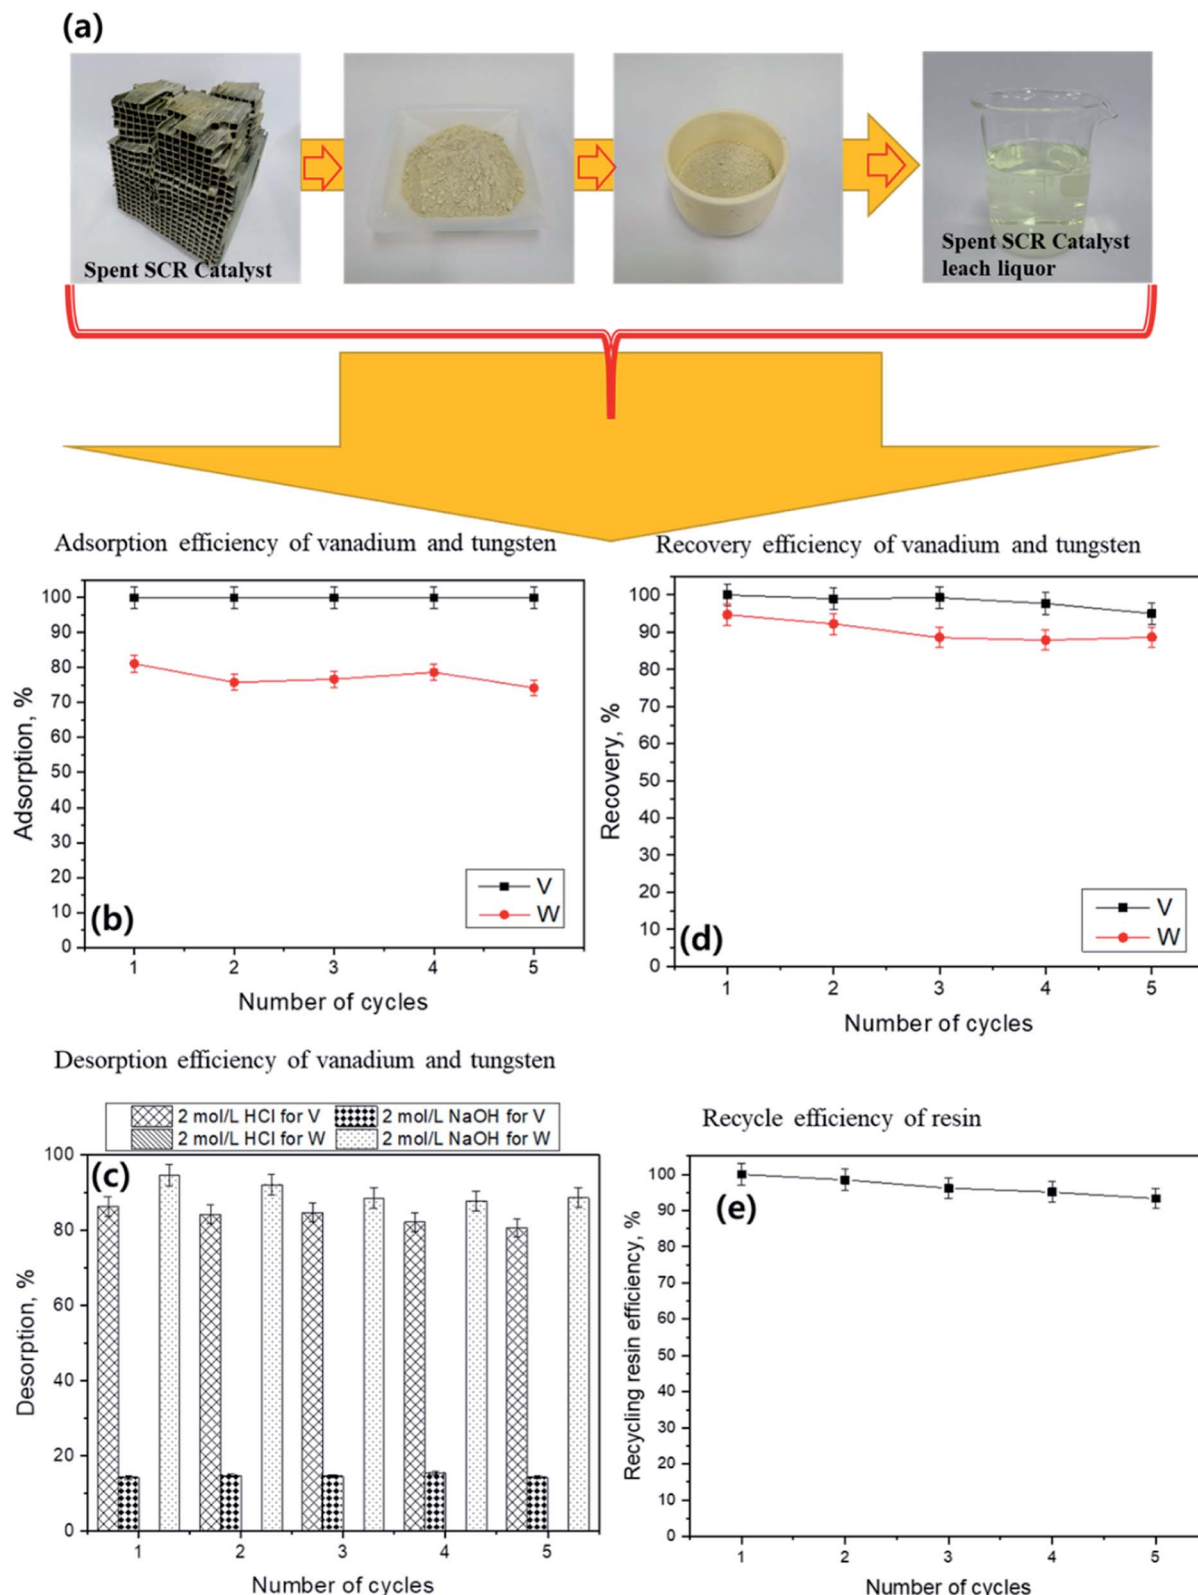 (a)
Spent SCR Catalyst
Spent SCR Catalyst
leach liquor
Adsorption efficiency of vanadium and tungsten
100
90
80
70
60
50
40
30
20
10
0
Adsorption, %
V
W
(b)
1 2 3 4 5
Number of cycles
Recovery efficiency of vanadium and tungsten
100
90
80
70
60
50
40
30
20
10
0
Recovery, %
V
W
(d)
1 2 3 4 5
Number of cycles
Desorption efficiency of vanadium and tungsten
2 mol/L HCl for V 2 mol/L NaOH for V
2 mol/L HCl for W 2 mol/L NaOH for W
(c)
100
80
60
40
20
0
Desorption, %
1 2 3 4 5
Number of cycles
Recycle efficiency of resin
100
90
80
70
60
50
40
30
20
10
0
Recycling resin efficiency, %
(e)
1 2 3 4 5
Number of cycles